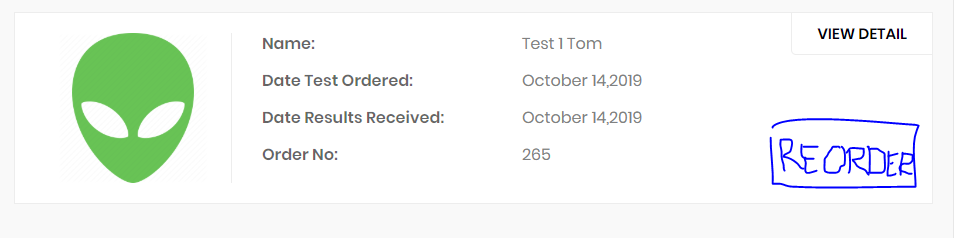 VIEW DETAIL
Name: Test 1 Tom
Date Test Ordered: October 14,2019
Date Results Received: October 14,2019
Order No: 265
REORDER